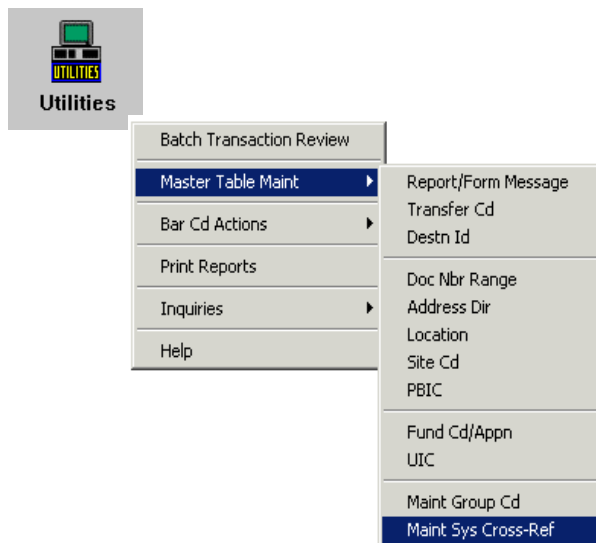 UTILITIES
Utilities
Batch Transaction Review
Master Table Maint
Bar Cd Actions
Print Reports
Inquiries
Help
Report/Form Message
Transfer Cd
Destn Id
Doc Nbr Range
Address Dir
Location
Site Cd
PBIC
Fund Cd/Appn
UIC
Maint Group Cd
Maint Sys Cross-Ref